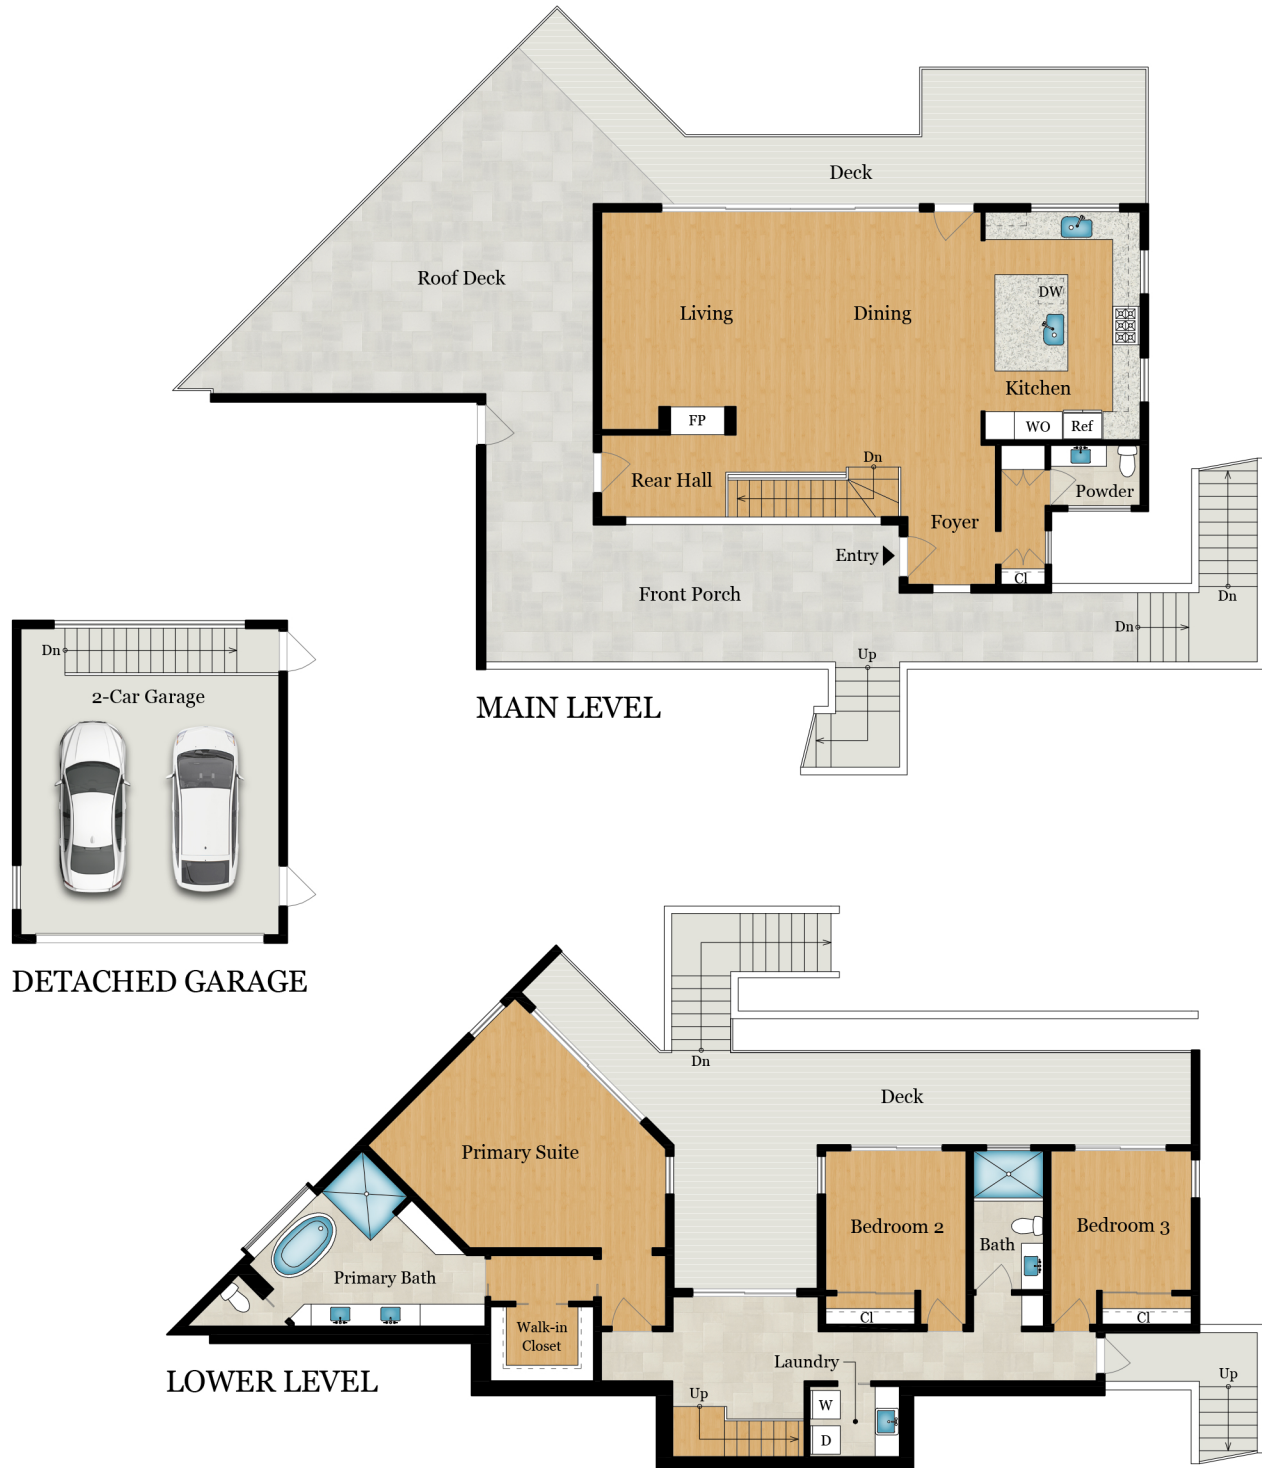 Deck
Roof Deck
DW
Living
Dining
Kitchen
FP
WO
Ref
Dn
Rear Hall
Powder
Foyer
Entry
Cl
Front Porch
Dn
Dn
Up
MAIN LEVEL
Dn
2-Car Garage
DETACHED GARAGE
Dn
Deck
Primary Suite
Bedroom 2
Bedroom 3
Bath
Primary Bath
Cl
Cl
Walk-in
Closet
Laundry
Up
Up
W
D
LOWER LEVEL